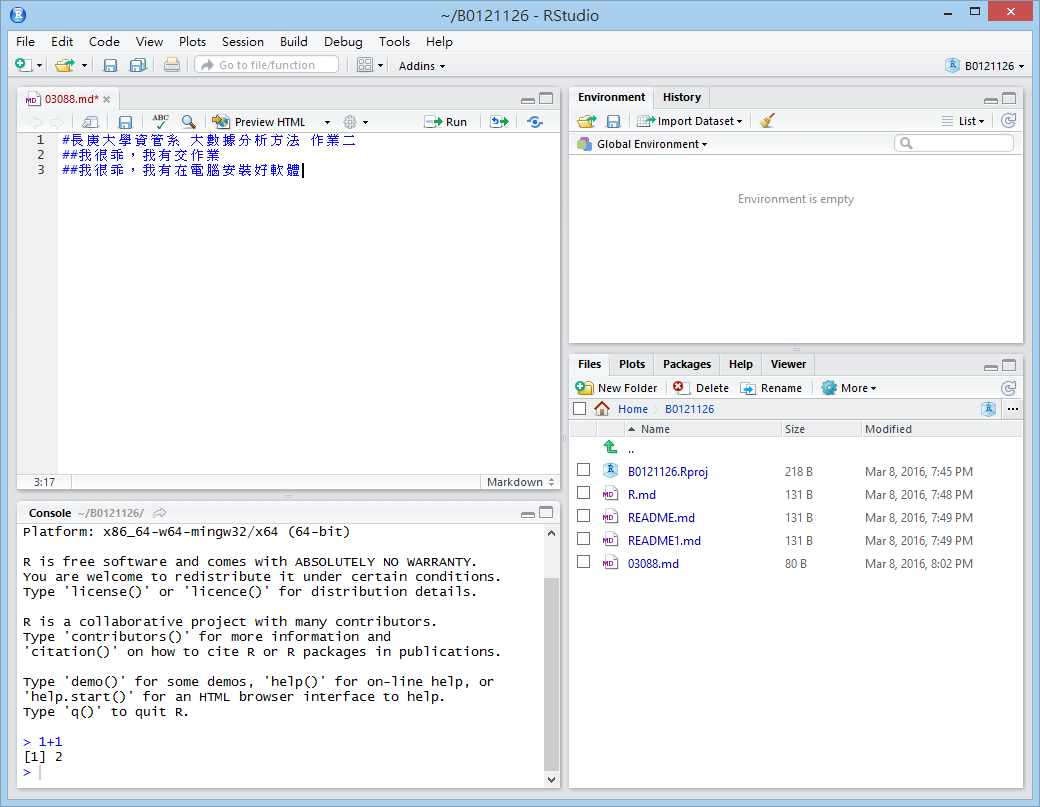 ~/B0121126 - RStudio
File Edit Code View Plots Session Build Debug Tools Help
Go to file/function Addins B0121126
03088.md*
ABC Preview HTML Run
1 #長庚大學資管系 大數據分析方法 作業二
2 ##我很乖，我有交作業
3 ##我很乖，我有在電腦安裝好軟體
3:17 Markdown
Console ~/B0121126/
Platform: x86_64-w64-mingw32/x64 (64-bit)
R is free software and comes with ABSOLUTELY NO WARRANTY.
You are welcome to redistribute it under certain conditions.
Type 'license()' or 'licence()' for distribution details.
R is a collaborative project with many contributors.
Type 'contributors()' for more information and
'citation()' on how to cite R or R packages in publications.
Type 'demo()' for some demos, 'help()' for on-line help, or
'help.start()' for an HTML browser interface to help.
Type 'q()' to quit R.
> 1+1
[1] 2
>
Environment History
Import Dataset List
Global Environment
Environment is empty
Files Plots Packages Help Viewer
New Folder Delete Rename More
Home B0121126 ...
Name Size Modified
..
B0121126.Rproj 218 B Mar 8, 2016, 7:45 PM
R.md 131 B Mar 8, 2016, 7:48 PM
README.md 131 B Mar 8, 2016, 7:49 PM
README1.md 131 B Mar 8, 2016, 7:49 PM
03088.md 80 B Mar 8, 2016, 8:02 PM